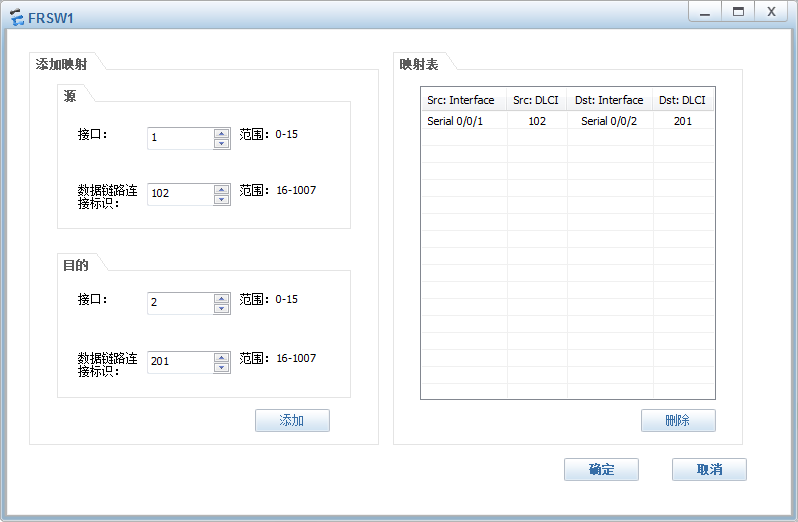 FRSW1
添加映射
源
接口：
1
范围：0-15
数据链路连
接标识：
102
范围：16-1007
目的
接口：
2
范围：0-15
数据链路连
接标识：
201
范围：16-1007
添加
映射表
Src: Interface Src: DLCI Dst: Interface Dst: DLCI
Serial 0/0/1 102 Serial 0/0/2 201
删除
确定
取消